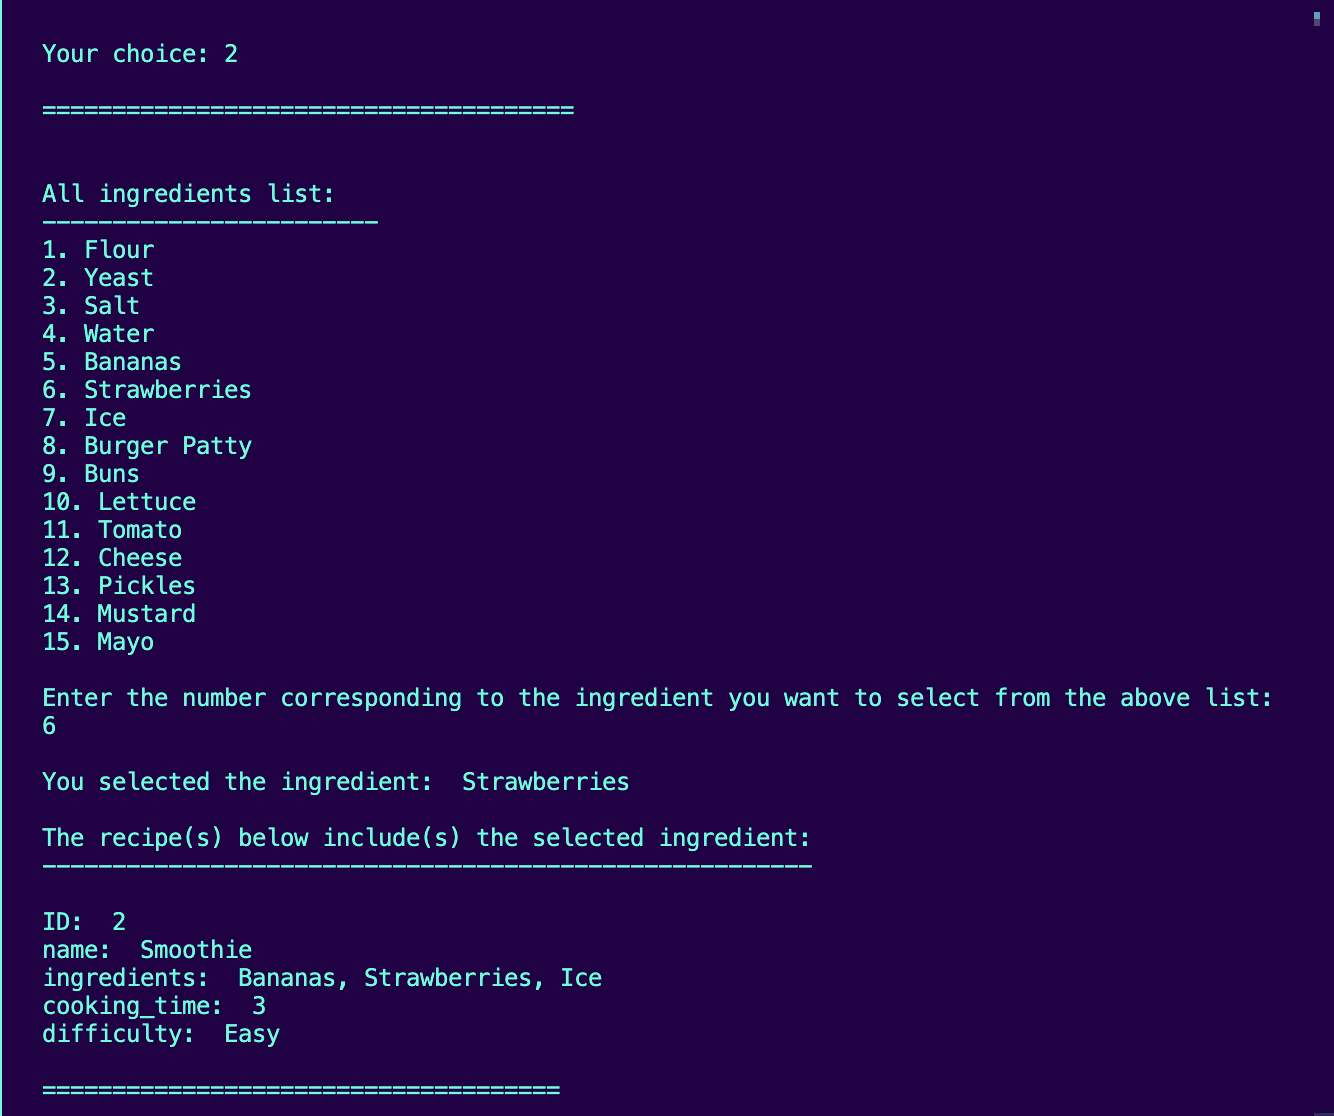 Your choice: 2
======================================
All ingredients list:
------------------------
1. Flour
2. Yeast
3. Salt
4. Water
5. Bananas
6. Strawberries
7. Ice
8. Burger Patty
9. Buns
10. Lettuce
11. Tomato
12. Cheese
13. Pickles
14. Mustard
15. Mayo
Enter the number corresponding to the ingredient you want to select from the above list:
6
You selected the ingredient:  Strawberries
The recipe(s) below include(s) the selected ingredient:
-------------------------------------------------------
ID:  2
name:  Smoothie
ingredients:  Bananas, Strawberries, Ice
cooking_time:  3
difficulty:  Easy
=====================================